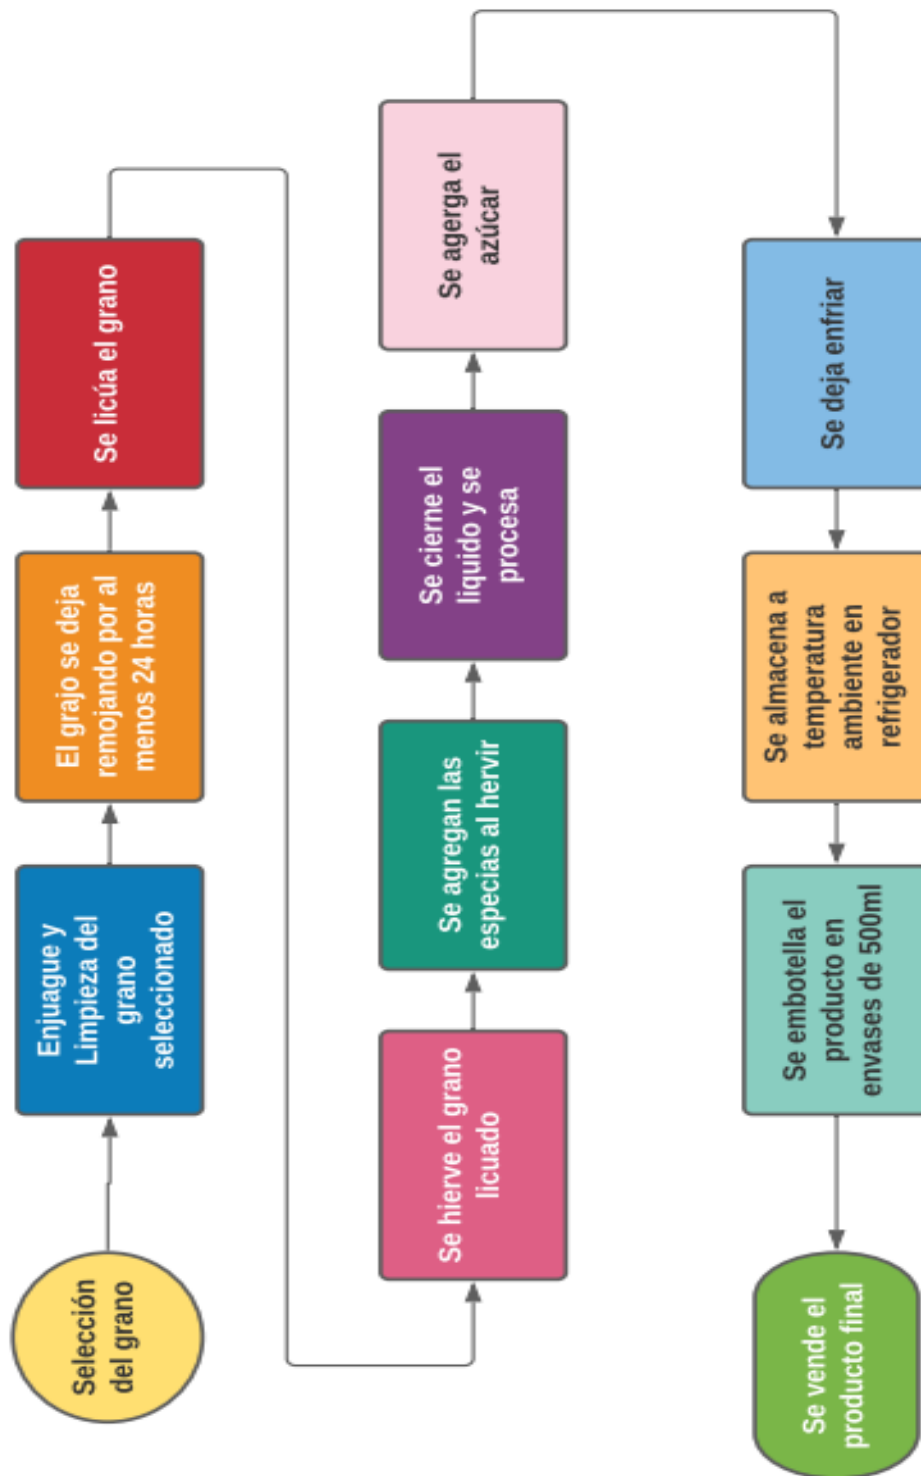 Selección
del grano
Enjuague y
Limpieza del
grano
seleccionado
El grajo se deja
remojando por al
menos 24 horas
Se licúa el grano
Se hierve el grano
licuado
Se agregan las
especias al hervir
Se cierne el
liquido y se
procesa
Se agerga el
azúcar
Se deja enfriar
Se almacena a
temperatura
ambiente en
refrigerador
Se embotella el
producto en
envases de 500ml
Se vende el
producto final